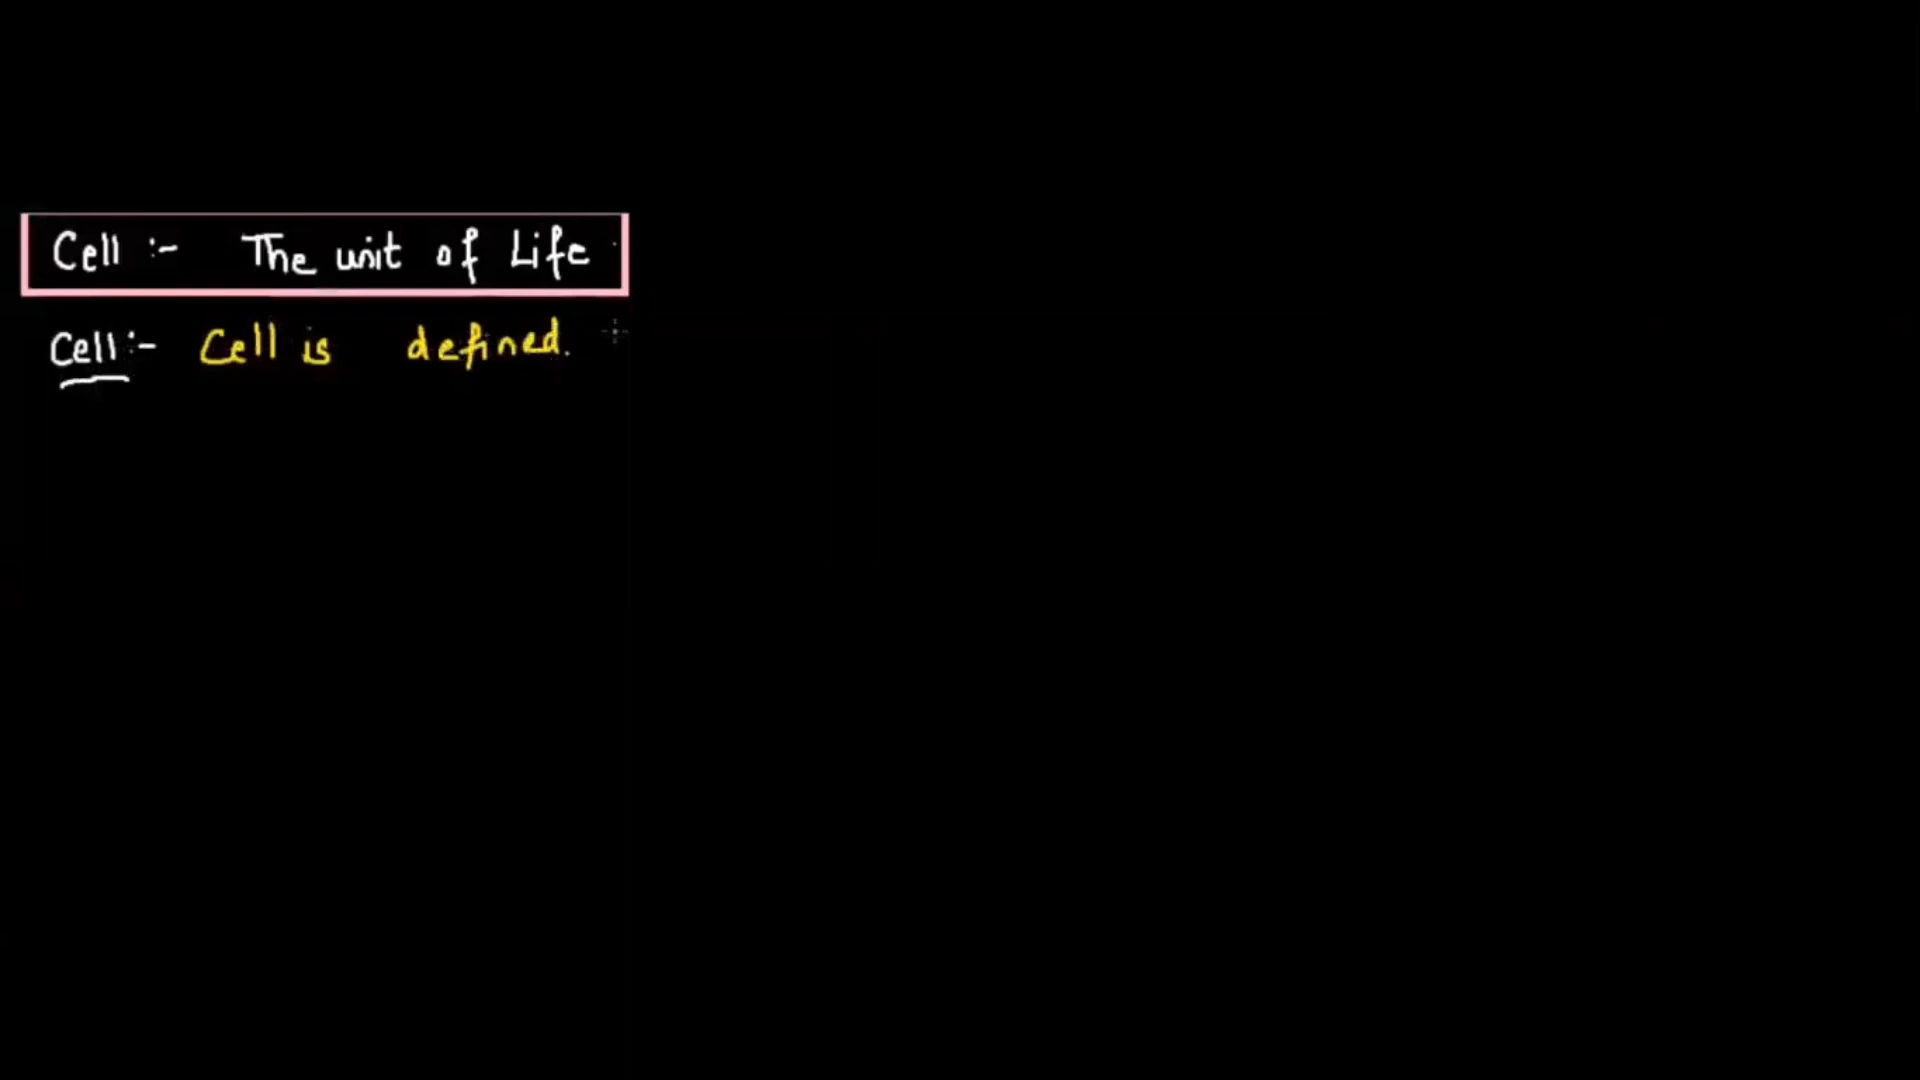 Cell :- The unit of Life
Cell :- Cell is defined.